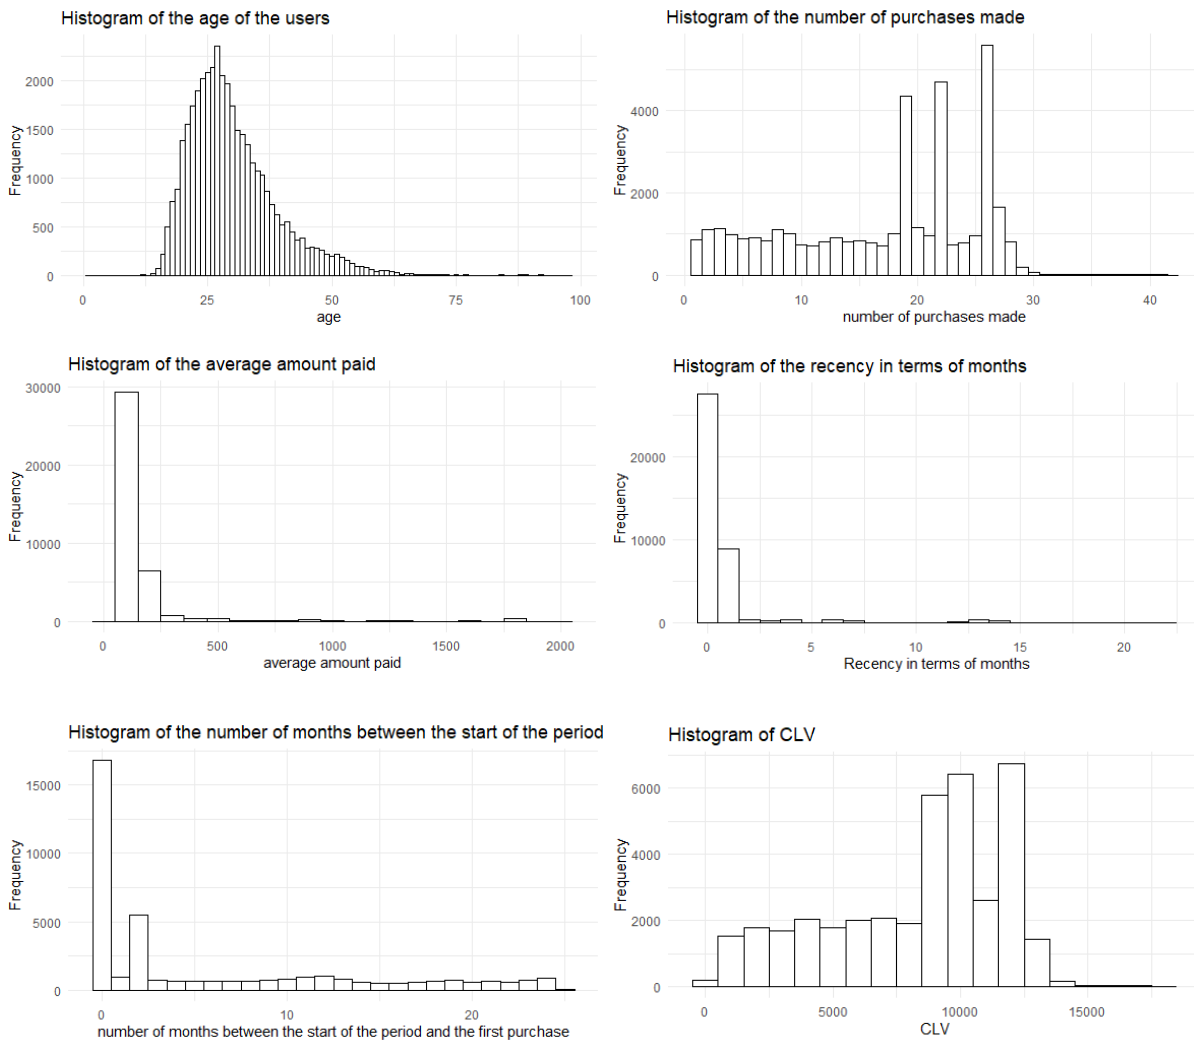 Histogram of the age of the users
Frequency
2000
1500
1000
500
0
0 25 50 75 100
age
Histogram of the number of purchases made
Frequency
4000
2000
0
0 10 20 30 40
number of purchases made
Histogram of the average amount paid
Frequency
30000
20000
10000
0
0 500 1000 1500 2000
average amount paid
Histogram of the recency in terms of months
Frequency
20000
10000
0
0 5 10 15 20
Recency in terms of months
Histogram of the number of months between the start of the period
Frequency
15000
10000
5000
0
0 10 20
number of months between the start of the period and the first purchase
Histogram of CLV
Frequency
6000
4000
2000
0
0 5000 10000 15000
CLV